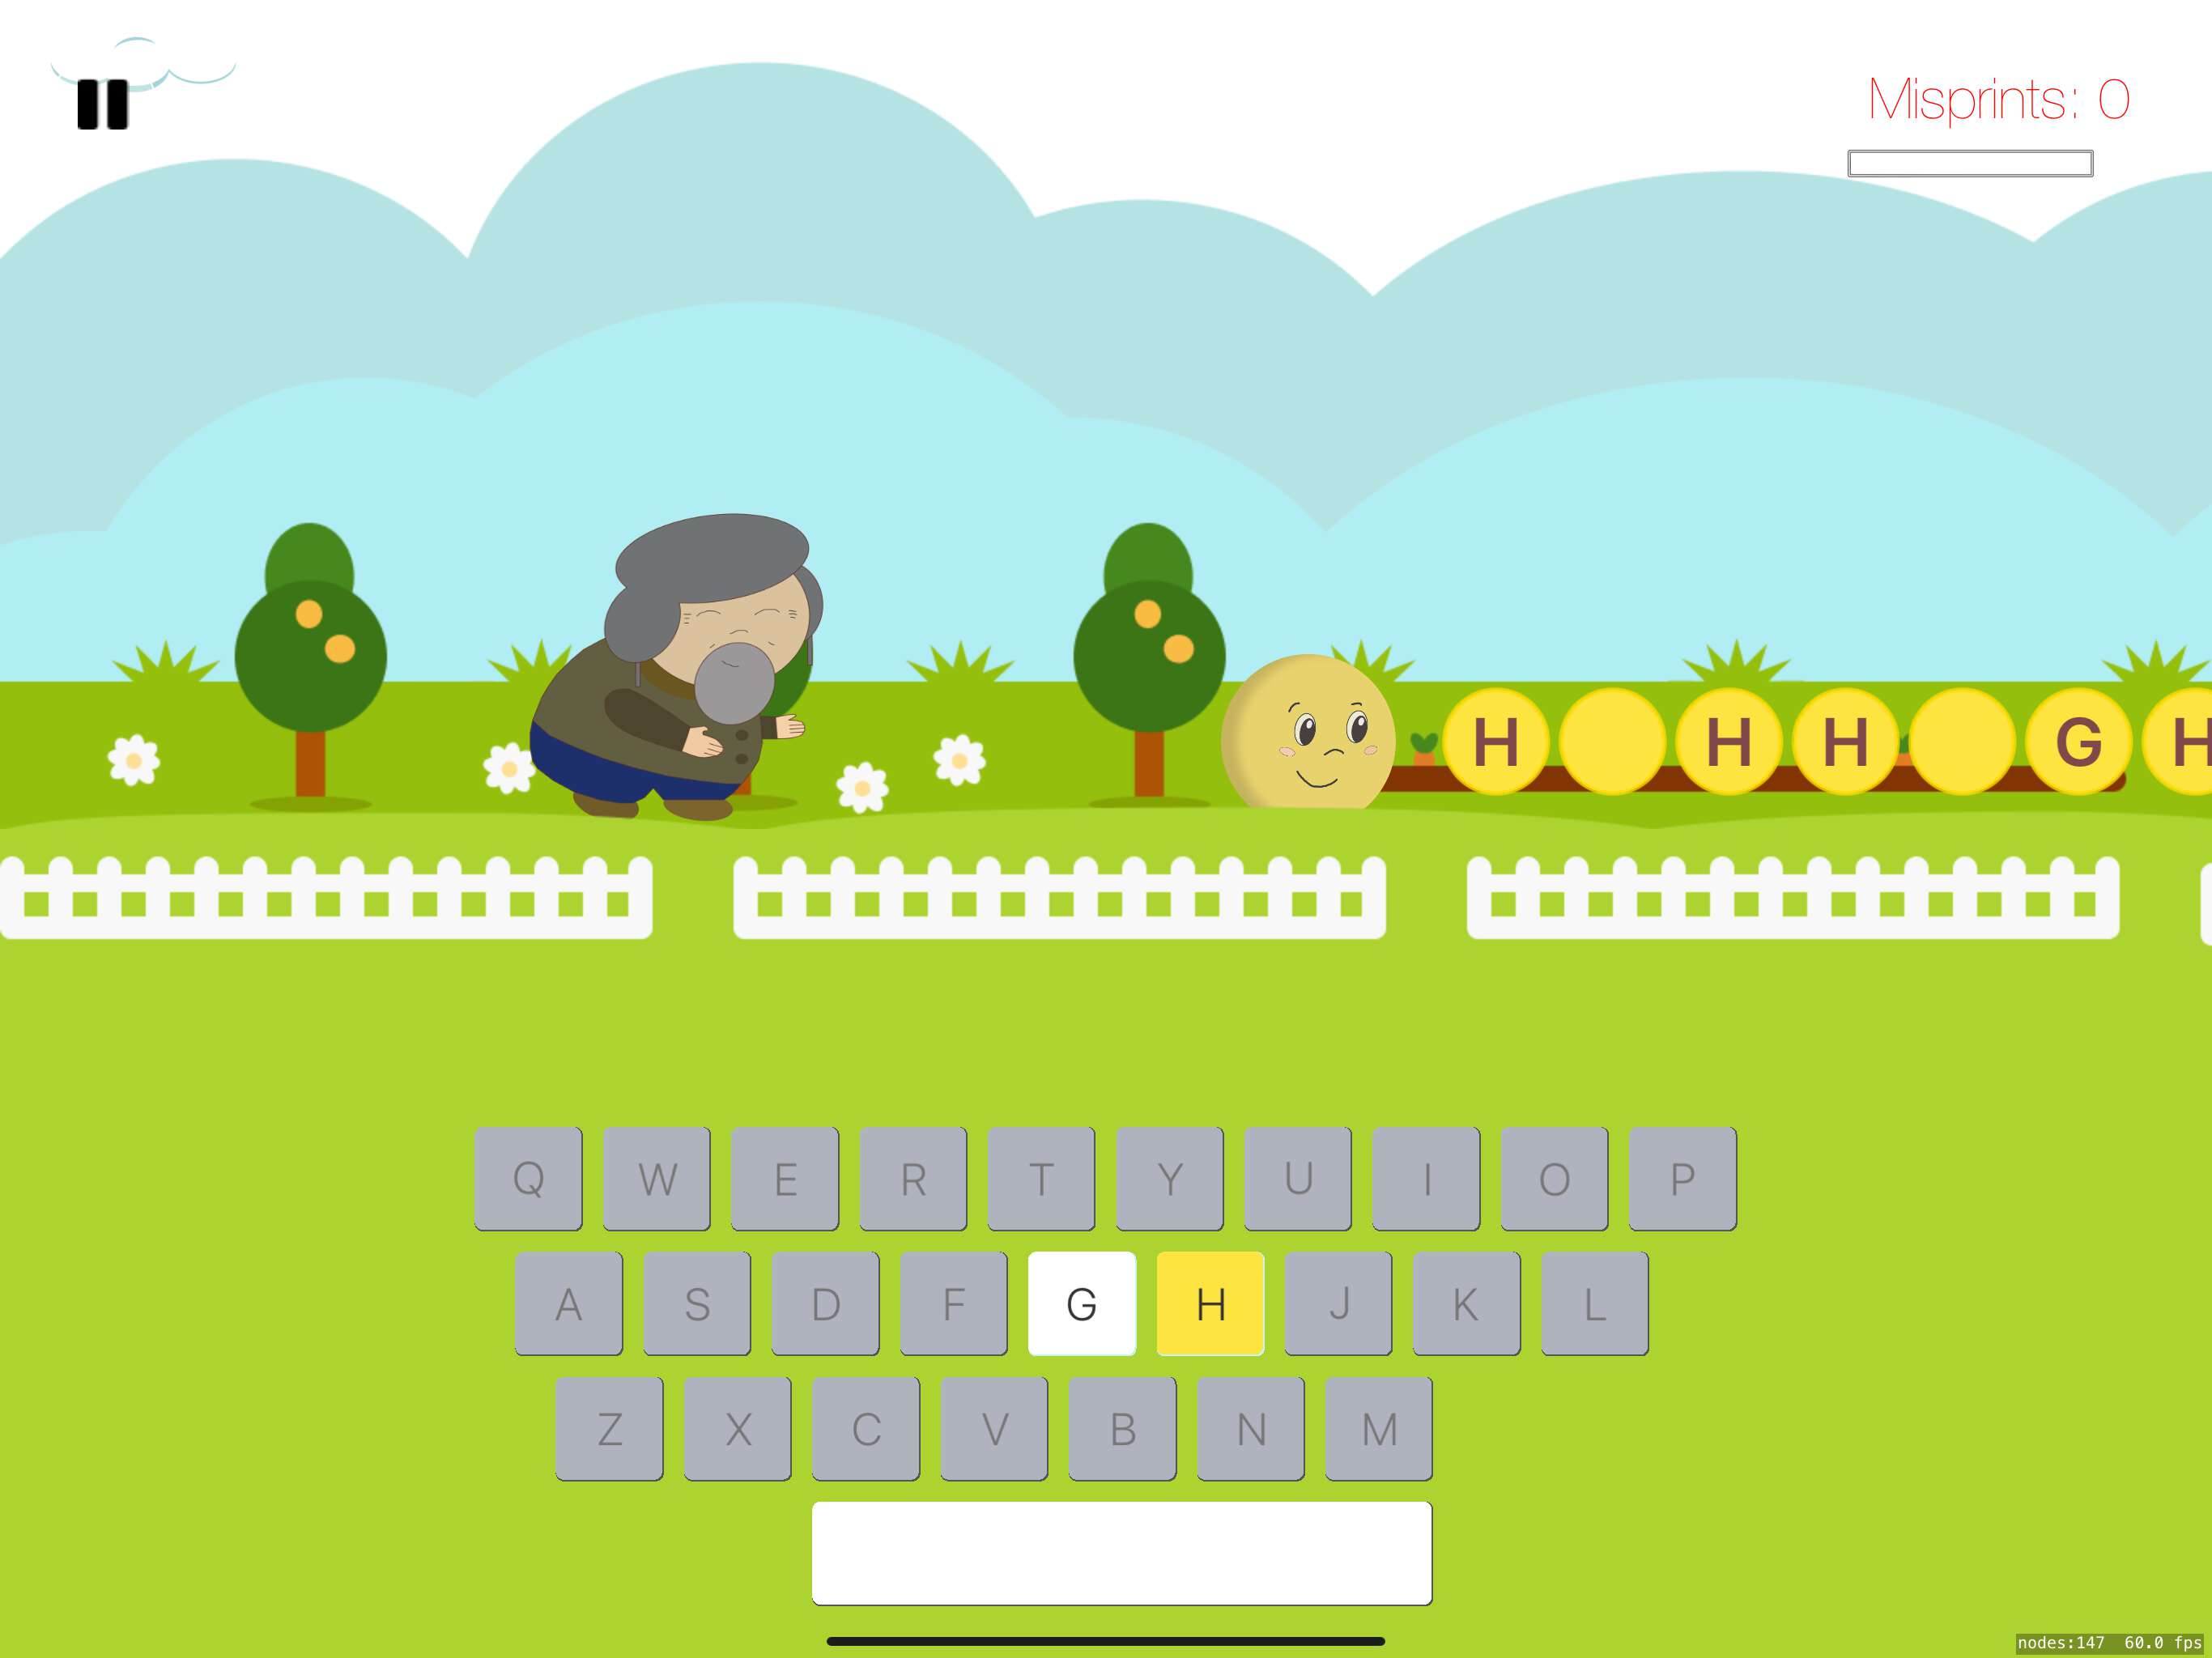 Misprints: 0
H H H G H
Q W E R T Y U I O P
A S D F G H J K L
Z X C V B N M
nodes:147 60.0 fps